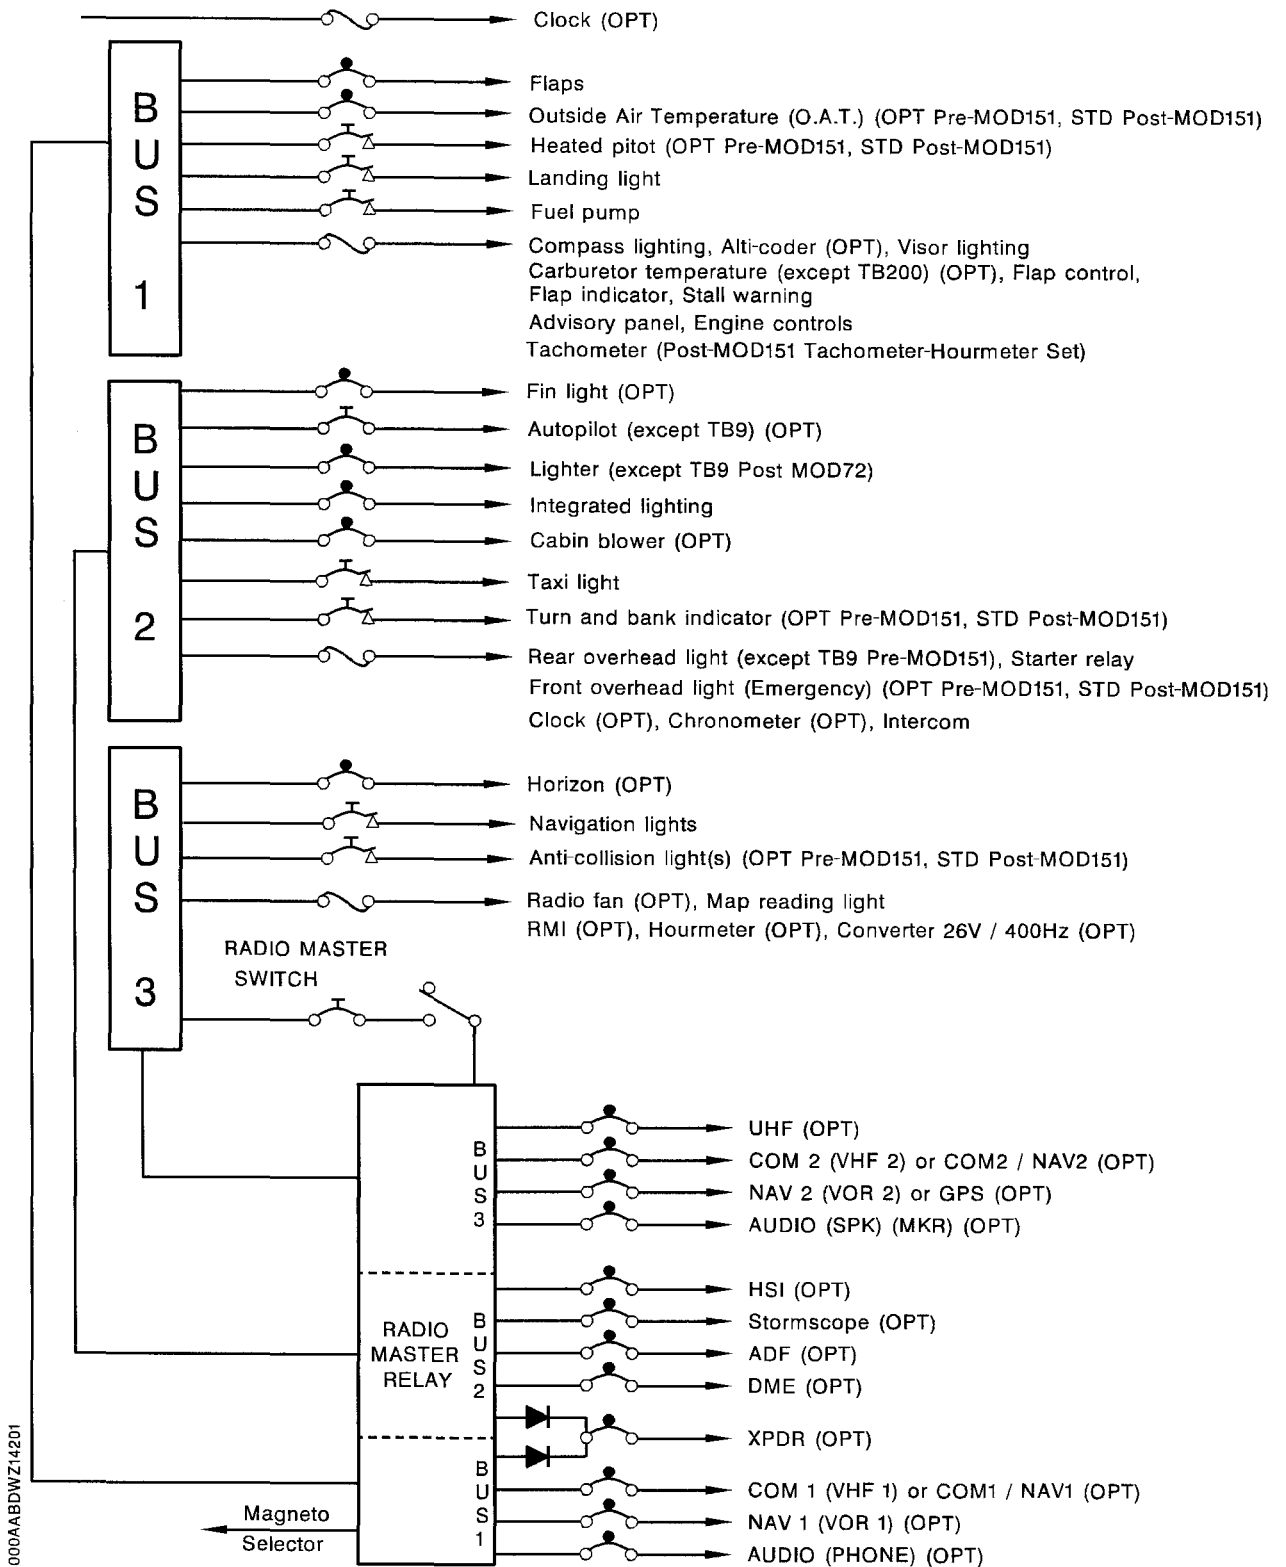 Clock (OPT)
BUS 1
Flaps
Outside Air Temperature (O.A.T.) (OPT Pre-MOD151, STD Post-MOD151)
Heated pitot (OPT Pre-MOD151, STD Post-MOD151)
Landing light
Fuel pump
Compass lighting, Alti-coder (OPT), Visor lighting
Carburetor temperature (except TB200) (OPT), Flap control,
Flap indicator, Stall warning
Advisory panel, Engine controls
Tachometer (Post-MOD151 Tachometer-Hourmeter Set)
BUS 2
Fin light (OPT)
Autopilot (except TB9) (OPT)
Lighter (except TB9 Post MOD72)
Integrated lighting
Cabin blower (OPT)
Taxi light
Turn and bank indicator (OPT Pre-MOD151, STD Post-MOD151)
Rear overhead light (except TB9 Pre-MOD151), Starter relay
Front overhead light (Emergency) (OPT Pre-MOD151, STD Post-MOD151)
Clock (OPT), Chronometer (OPT), Intercom
BUS 3
Horizon (OPT)
Navigation lights
Anti-collision light(s) (OPT Pre-MOD151, STD Post-MOD151)
Radio fan (OPT), Map reading light
RMI (OPT), Hourmeter (OPT), Converter 26V / 400Hz (OPT)
RADIO MASTER
SWITCH
BUS3
UHF (OPT)
COM 2 (VHF 2) or COM2 / NAV2 (OPT)
NAV 2 (VOR 2) or GPS (OPT)
AUDIO (SPK) (MKR) (OPT)
RADIO
MASTER
RELAY
BUS2
HSI (OPT)
Stormscope (OPT)
ADF (OPT)
DME (OPT)
XPDR (OPT)
BUS1
COM 1 (VHF 1) or COM1 / NAV1 (OPT)
NAV 1 (VOR 1) (OPT)
AUDIO (PHONE) (OPT)
Magneto
Selector
000AABDWZ14201